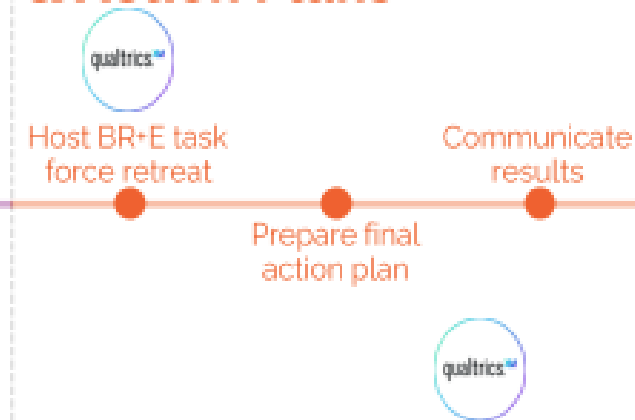 qualtrics
Host BR+E task
force retreat
Communicate
results
Prepare final
action plan
qualtrics